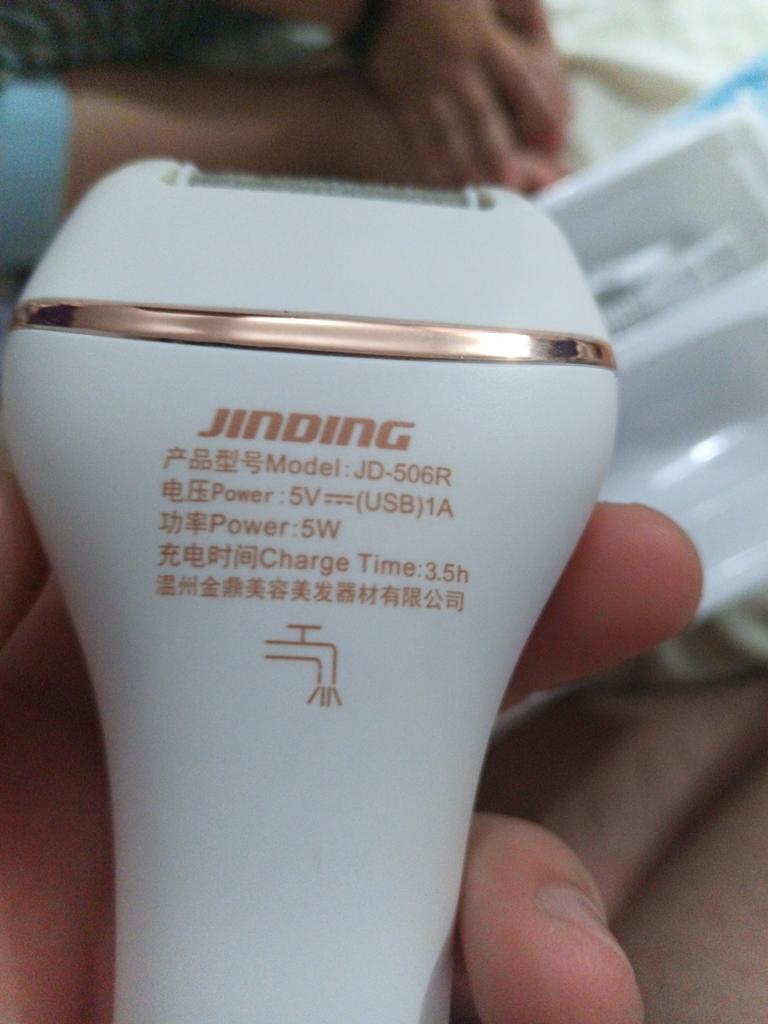 JINDING
产品型号Model:JD-506R
电压Power:5V⎓(USB)1A
功率Power:5W
充电时间Charge Time:3.5h
温州金鼎美容美发器材有限公司